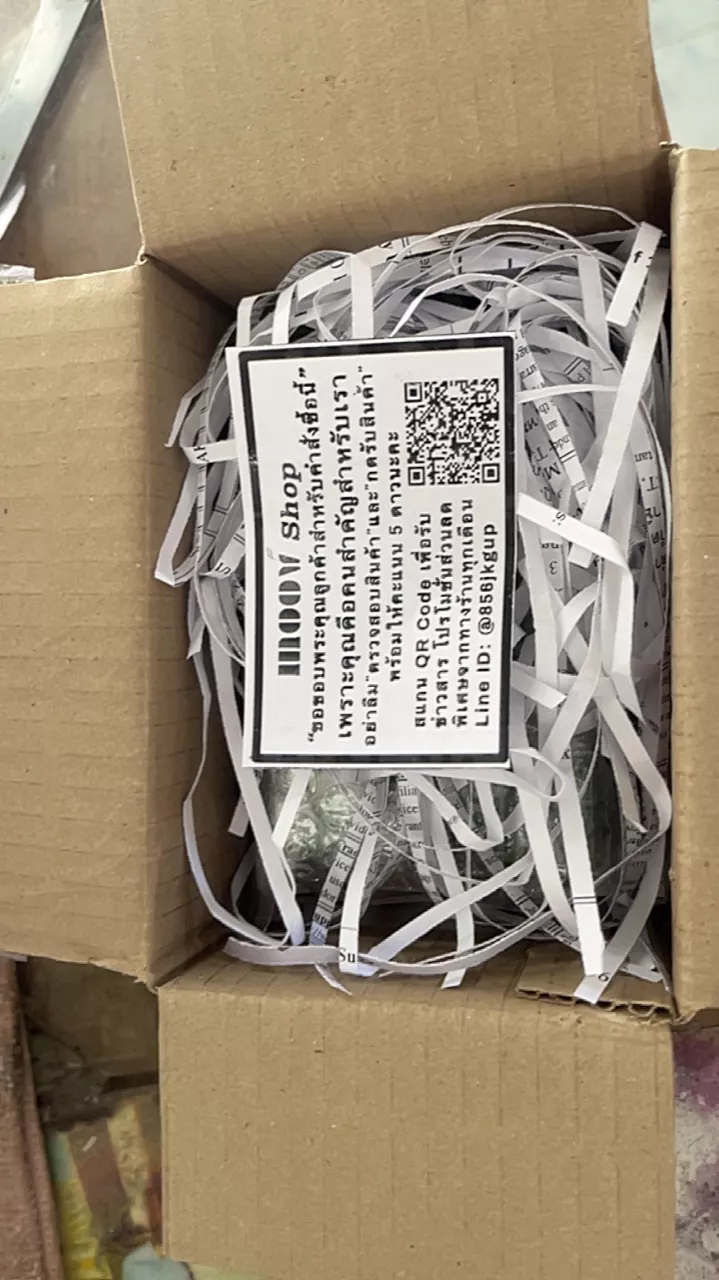 moov Shop
“ขอขอบพระคุณลูกค้าสำหรับคำสั่งซื้อนี้”
เพราะคุณคือคนสำคัญสำหรับเรา
อย่าลืม"ตรวจสอบสินค้า"และ"กดรับสินค้า"
พร้อมให้คะแนน 5 ดาวนะคะ
สแกน QR Code เพื่อรับ
ข่าวสาร โปรโมชั่นส่วนลด
พิเศษจากทางร้านทุกเดือน
Line ID: @856jkgup
Su